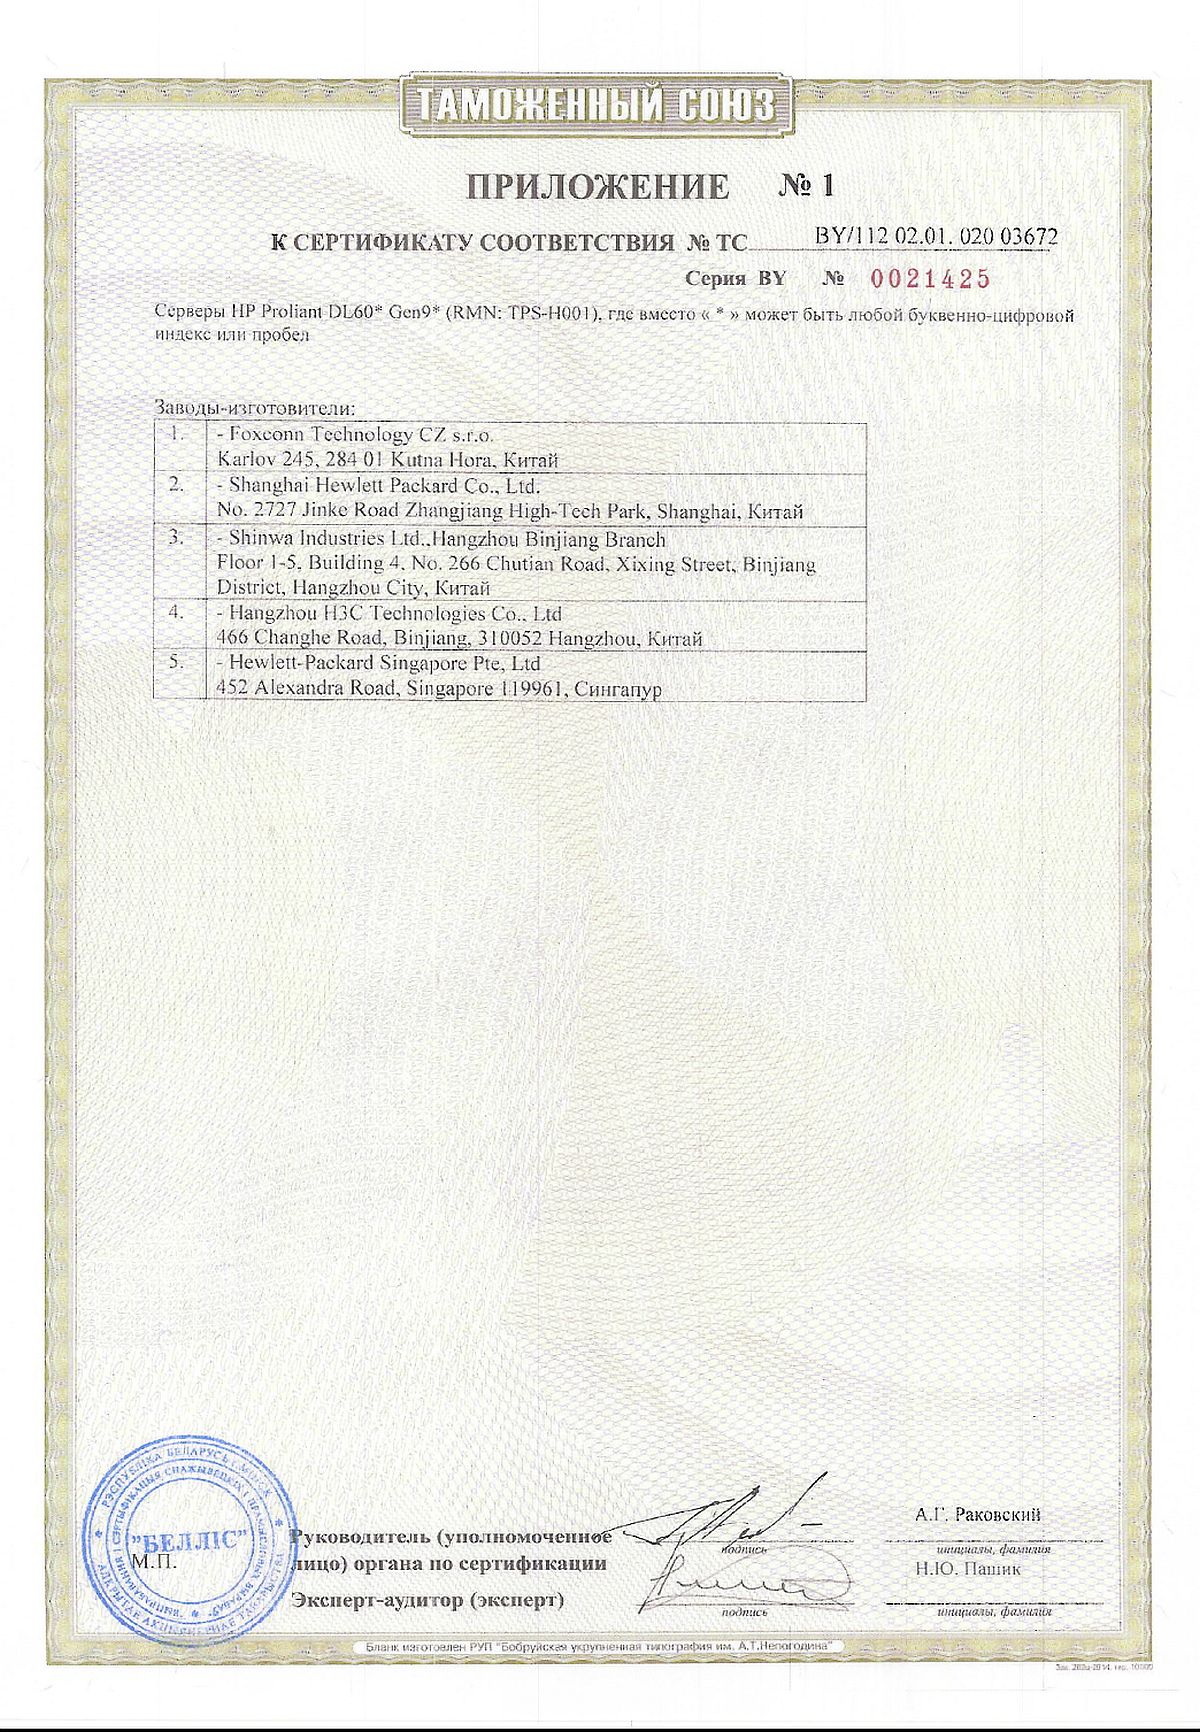 ТАМОЖЕННЫЙ СОЮЗ
ПРИЛОЖЕНИЕ № 1
К СЕРТИФИКАТУ СООТВЕТСТВИЯ № ТС BY/112 02.01. 020 03672
Серия BY № 0021425
Серверы HP Proliant DL60* Gen9* (RMN: TPS-H001), где вместо « * » может быть любой буквенно-цифровой
индекс или пробел
Заводы-изготовители:
1. - Foxconn Technology CZ s.r.o.
Karlov 245, 284 01 Kutna Hora, Китай
2. - Shanghai Hewlett Packard Co., Ltd.
No. 2727 Jinke Road Zhangjiang High-Tech Park, Shanghai, Китай
3. - Shinwa Industries Ltd.,Hangzhou Binjiang Branch
Floor 1-5, Building 4, No. 266 Chutian Road, Xixing Street, Binjiang
District, Hangzhou City, Китай
4. - Hangzhou H3C Technologies Co., Ltd
466 Changhe Road, Binjiang, 310052 Hangzhou, Китай
5. - Hewlett-Packard Singapore Pte, Ltd
452 Alexandra Road, Singapore 119961, Сингапур
РЭСПУБЛІКА БЕЛАРУСЬ Г. МІНСК
"БЕЛЛІС"
М.П.
Руководитель (уполномоченное
лицо) органа по сертификации
подпись
А.Г. Раковский
инициалы, фамилия
Эксперт-аудитор (эксперт)
подпись
Н.Ю. Пашик
инициалы, фамилия
Бланк изготовлен РУП "Бобруйская укрупненная типография им. А.Т.Непогодина"